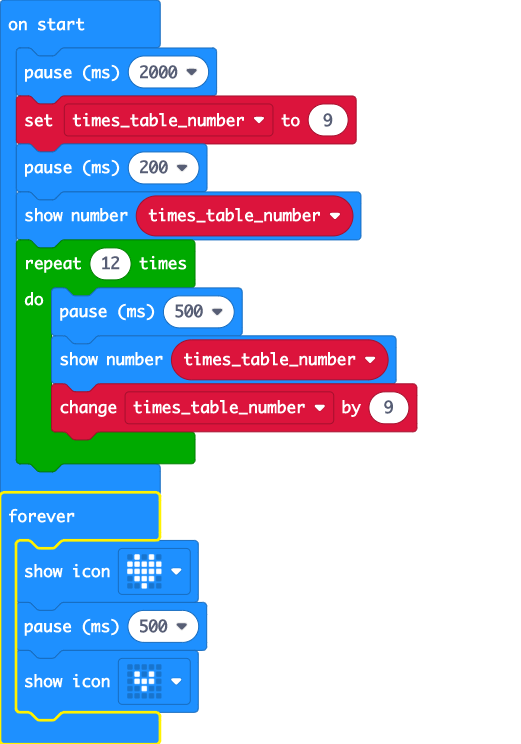 on start
pause (ms) 2000
set times_table_number to 9
pause (ms) 200
show number times_table_number
repeat 12 times
do
pause (ms) 500
show number times_table_number
change times_table_number by 9
forever
show icon
pause (ms) 500
show icon